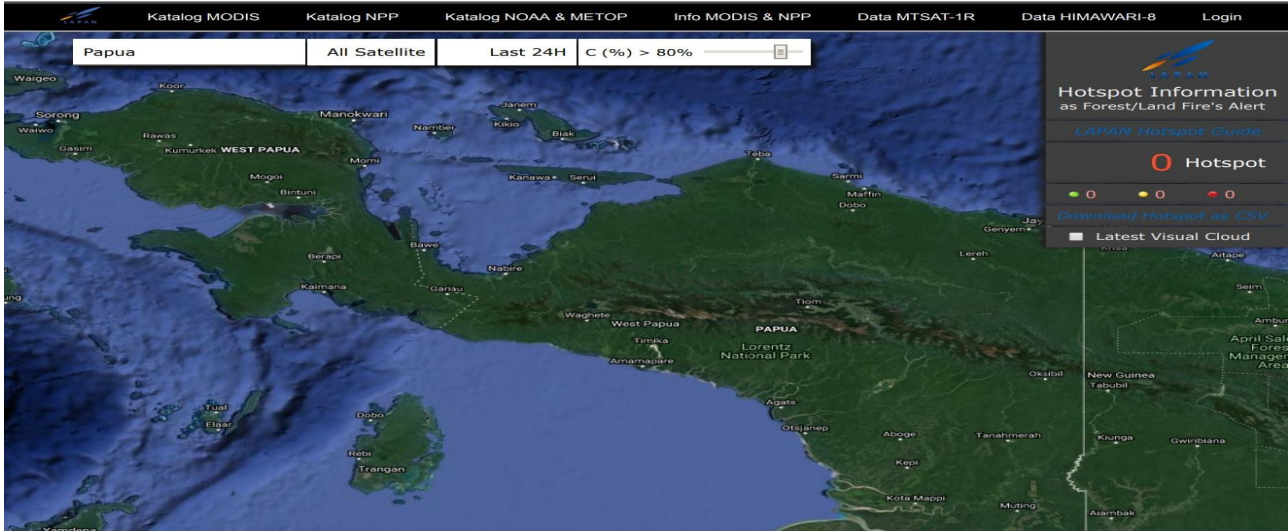 LAPAN Katalog MODIS Katalog NPP Katalog NOAA & METOP Info MODIS & NPP Data MTSAT-1R Data HIMAWARI-8 Login
Papua All Satellite Last 24H C (%) > 80%
LAPAN
Hotspot Information
as Forest/Land Fire's Alert
LAPAN Hotspot Guide
0 Hotspot
0 0 0
Download Hotspot as CSV
Latest Visual Cloud
Waigeo
Koor
Sorong
Manokwari
Janem
Waiwo
Rawas
Namber
Kikio
Biak
Gasim
Kumurkek
WEST PAPUA
Momi
Teba
Mogoi
Kanawa
Serui
Sarmi
Bintuni
Maffin
Dobo
Jay
Genyem
Bawe
Berapi
Lereh
Aitape
Nabire
Kaimana
Gariau
Seim
Tiom
Waghete
West Papua
PAPUA
Ambun
Timika
Lorentz
National Park
April Sal
Fores
Manager
Area
Amamapare
Oksibil
New Guinea
Tabubil
Tual
Agats
Elaar
Dobo
Otsjanep
Aboge
Tanahmerah
Kiunga
Gwiribiana
Rebi
Trangan
Kepi
Kota Mappi
Muting
Aiambak
Yamdena